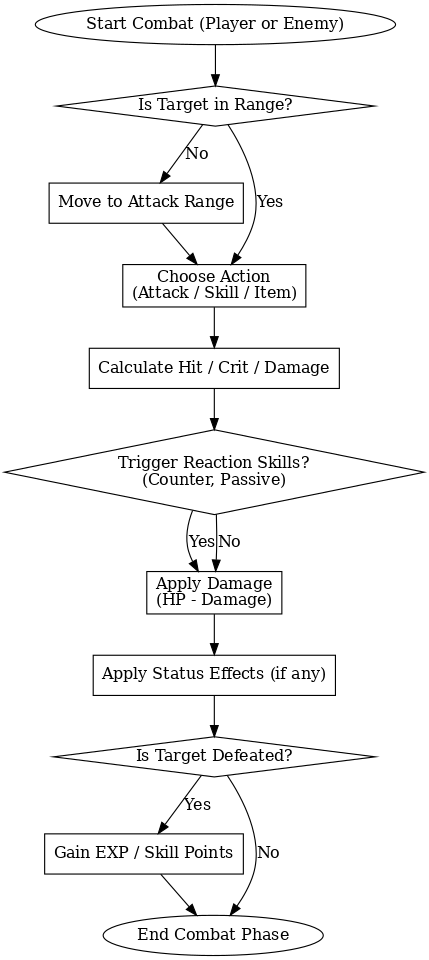 Start Combat (Player or Enemy)
Is Target in Range?
No
Yes
Move to Attack Range
Choose Action
(Attack / Skill / Item)
Calculate Hit / Crit / Damage
Trigger Reaction Skills?
(Counter, Passive)
Yes
No
Apply Damage
(HP - Damage)
Apply Status Effects (if any)
Is Target Defeated?
Yes
Gain EXP / Skill Points
No
End Combat Phase